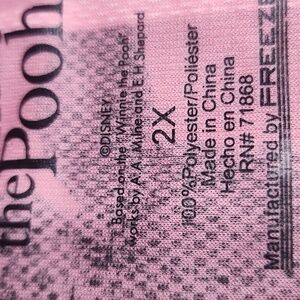 the Pooh
©DISNEY
Based on the "Winnie the Pooh"
works by A.A. Milne and E.H. Shepard
2X
100% Polyester/Poliéster
Made in China
Hecho en China
RN# 71868
Manufactured by FREEZE